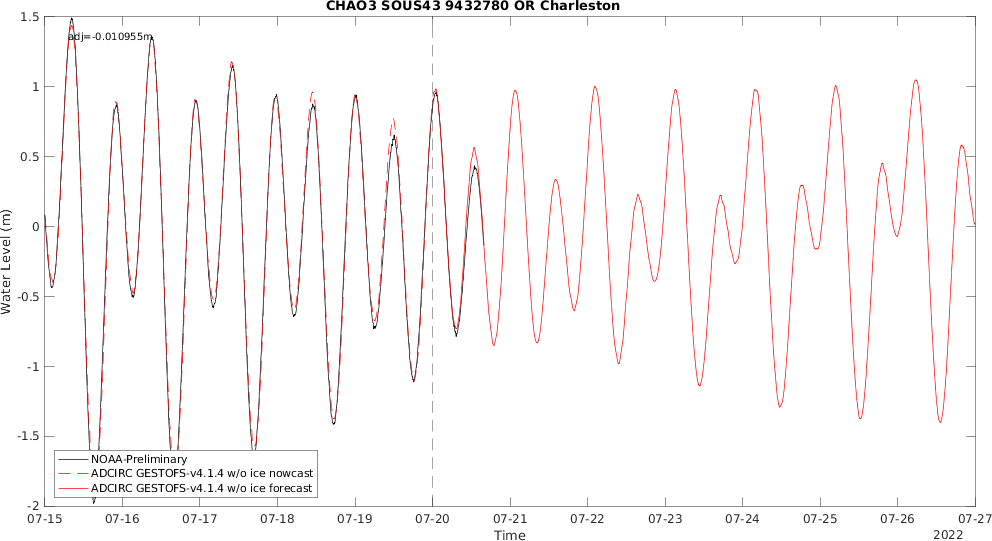 CHAO3 SOUS43 9432780 OR Charleston
adj=-0.010955m
1.5
1
0.5
0
-0.5
-1
-1.5
-2
Water Level (m)
NOAA-Preliminary
ADCIRC GESTOFS-v4.1.4 w/o ice nowcast
ADCIRC GESTOFS-v4.1.4 w/o ice forecast
07-15 07-16 07-17 07-18 07-19 07-20 07-21 07-22 07-23 07-24 07-25 07-26 07-27
Time
2022